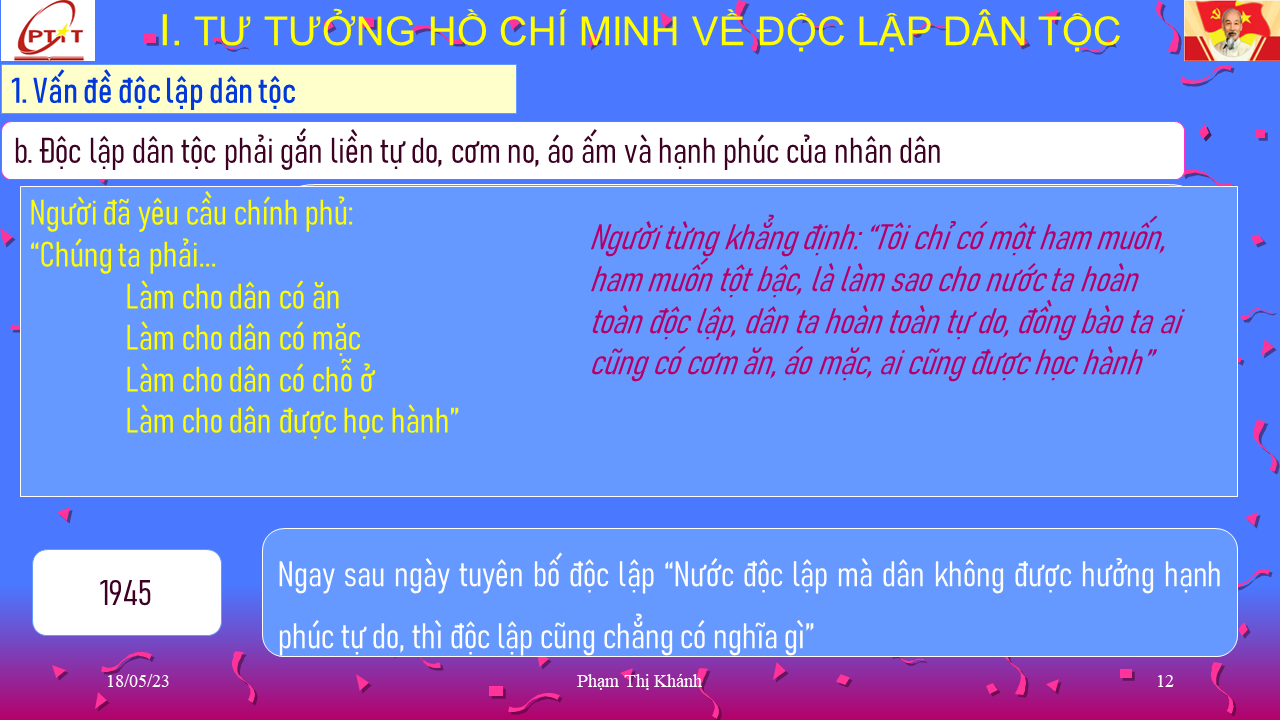 PTiT
I. TƯ TƯỞNG HỒ CHÍ MINH VỀ ĐỘC LẬP DÂN TỘC
1. Vấn đề độc lập dân tộc
b. Độc lập dân tộc phải gắn liền tự do, cơm no, áo ấm và hạnh phúc của nhân dân
Người đã yêu cầu chính phủ:
“Chúng ta phải...
Làm cho dân có ăn
Làm cho dân có mặc
Làm cho dân có chỗ ở
Làm cho dân được học hành”
Người từng khẳng định: “Tôi chỉ có một ham muốn,
ham muốn tột bậc, là làm sao cho nước ta hoàn
toàn độc lập, dân ta hoàn toàn tự do, đồng bào ta ai
cũng có cơm ăn, áo mặc, ai cũng được học hành”
1945
Ngay sau ngày tuyên bố độc lập “Nước độc lập mà dân không được hưởng hạnh
phúc tự do, thì độc lập cũng chẳng có nghĩa gì”
18/05/23
Phạm Thị Khánh
12